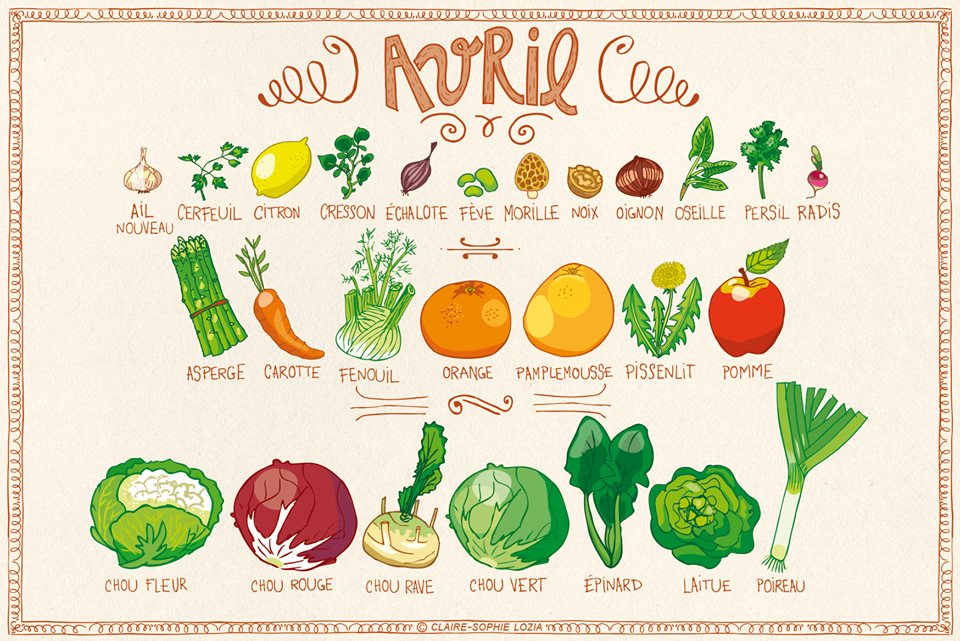 AVRIL
AIL
NOUVEAU
CERFEUIL
CITRON
CRESSON
ÉCHALOTE
FÈVE
MORILLE
NOIX
OIGNON
OSEILLE
PERSIL
RADIS
ASPERGE
CAROTTE
FENOUIL
ORANGE
PAMPLEMOUSSE
PISSENLIT
POMME
CHOU FLEUR
CHOU ROUGE
CHOU RAVE
CHOU VERT
ÉPINARD
LAITUE
POIREAU
© CLAIRE-SOPHIE LOZIA